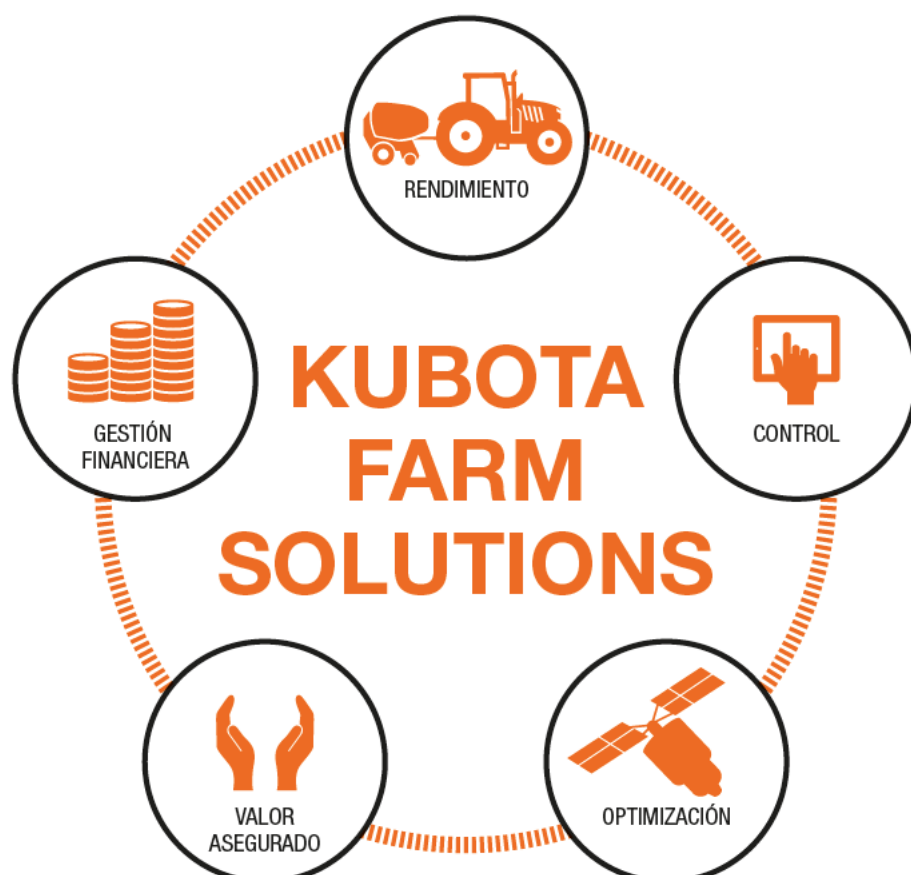 RENDIMIENTO
GESTIÓN
FINANCIERA
KUBOTA
FARM
SOLUTIONS
CONTROL
VALOR
ASEGURADO
OPTIMIZACIÓN